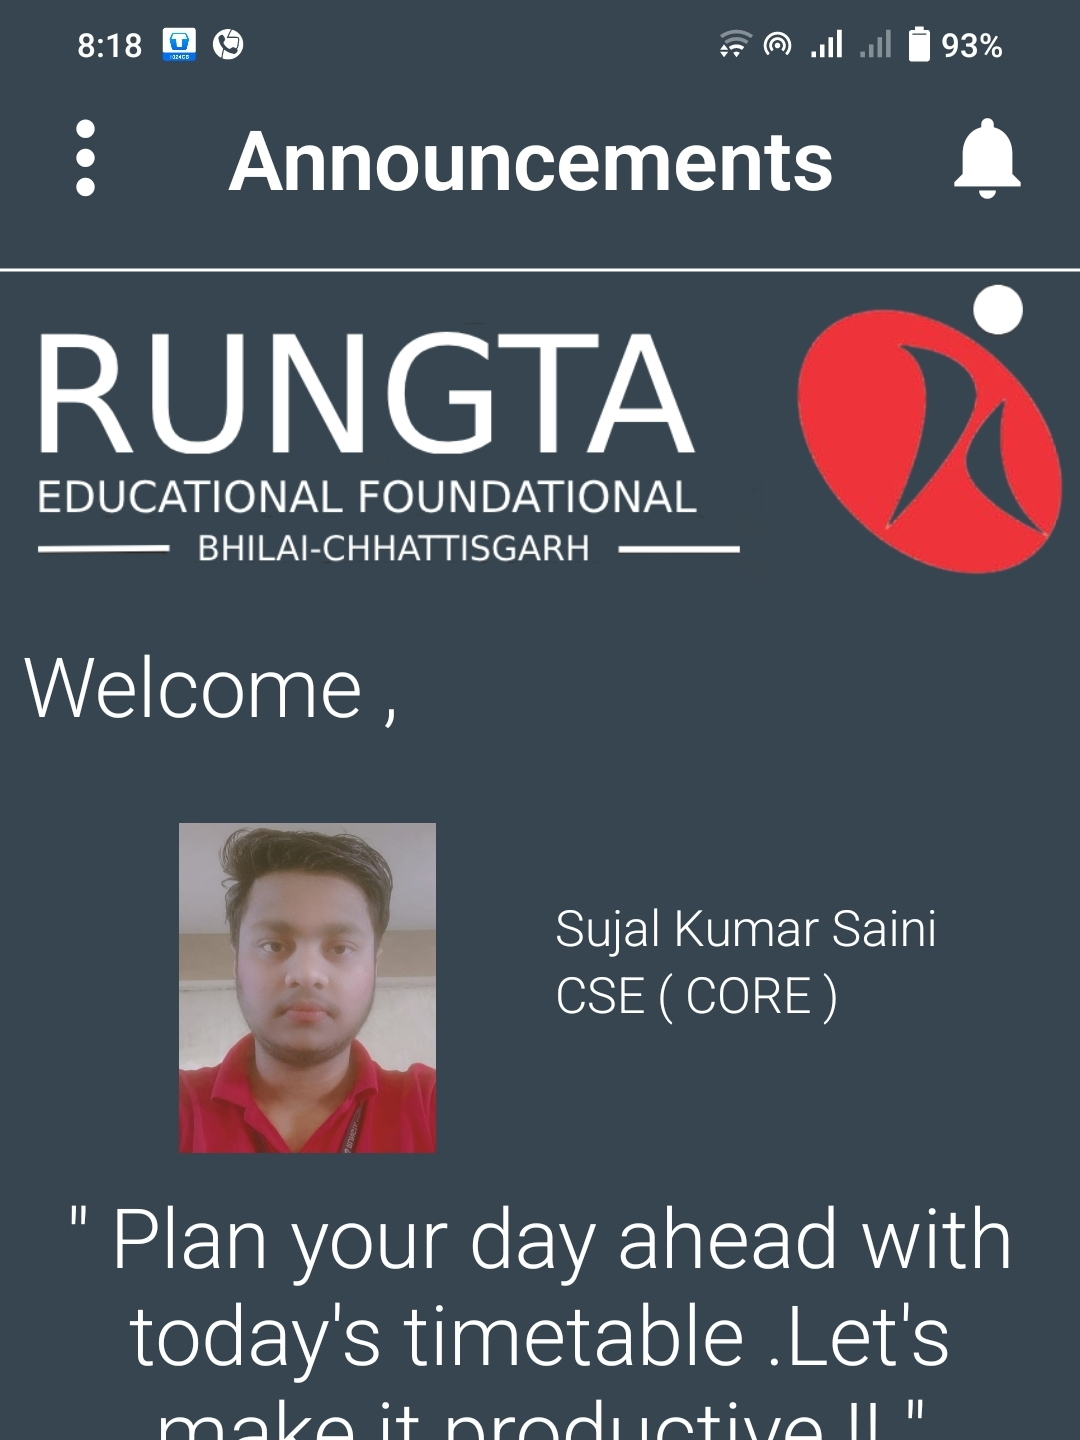 8:18
93%
Announcements
RUNGTA
EDUCATIONAL FOUNDATIONAL
BHILAI-CHHATTISGARH
Welcome ,
Sujal Kumar Saini
CSE ( CORE )
" Plan your day ahead with
today's timetable .Let's
make it productive !! "